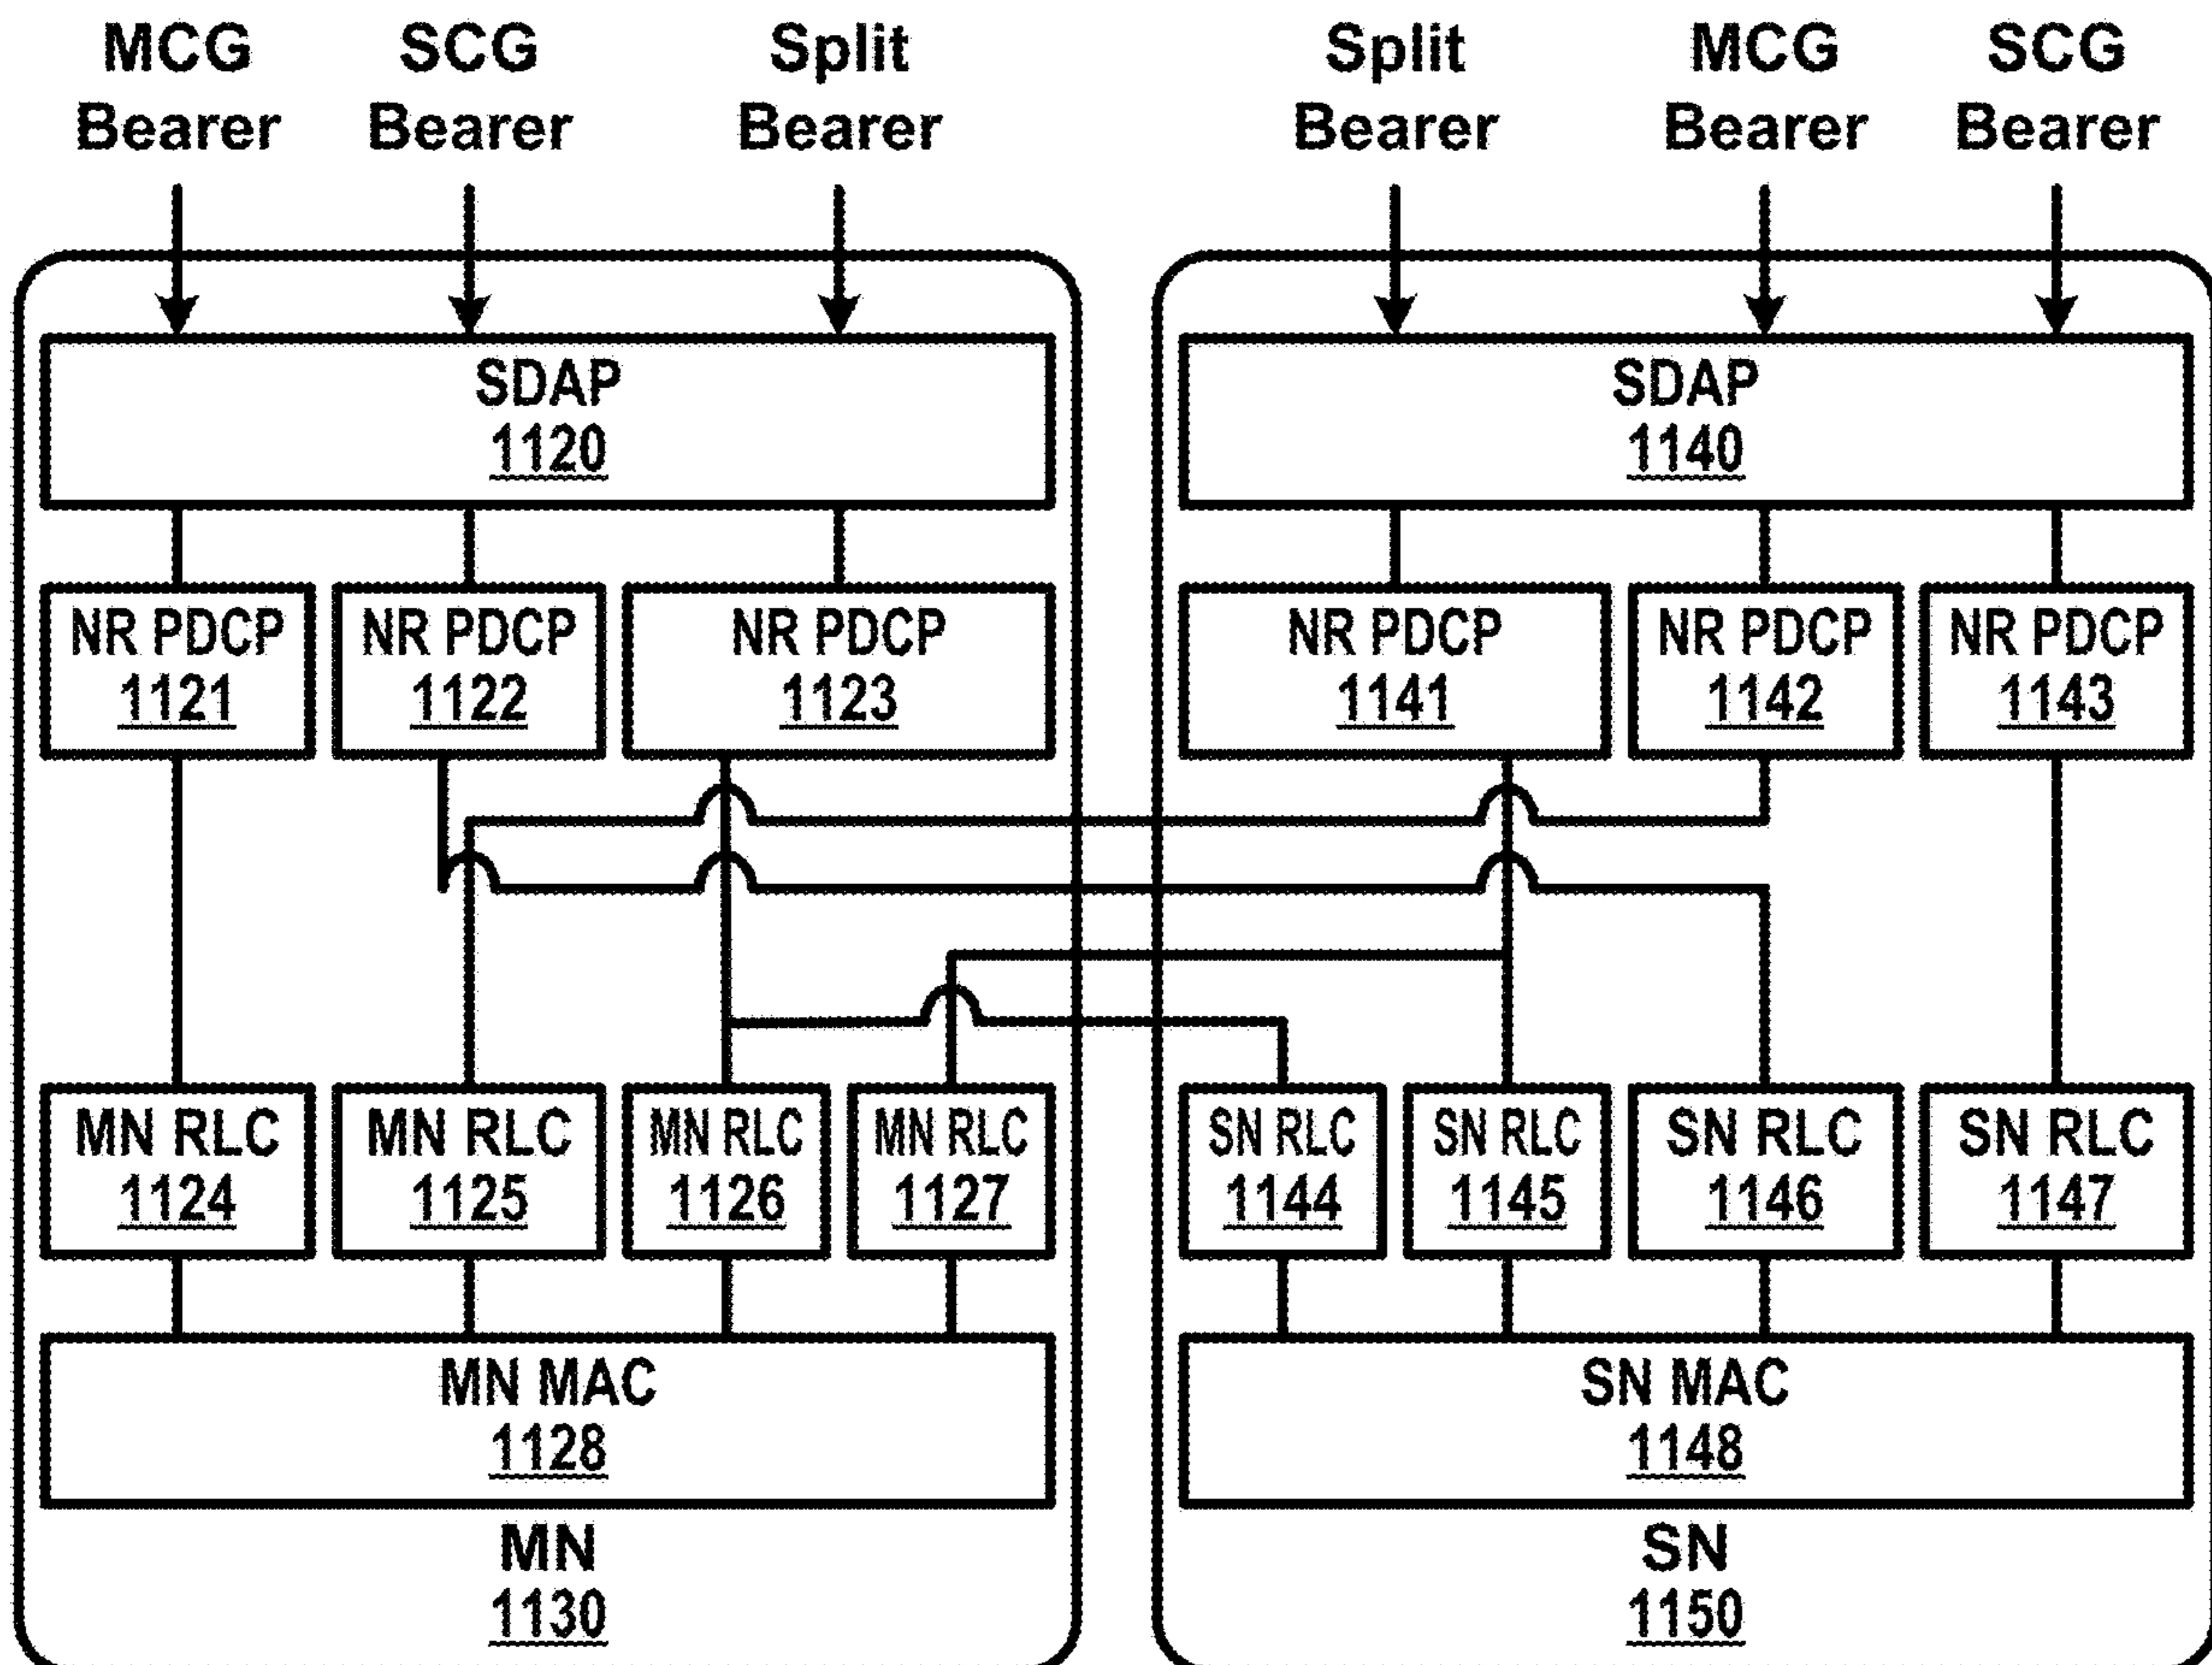 MCG Bearer
SCG Bearer
Split Bearer
Split Bearer
MCG Bearer
SCG Bearer
SDAP
1120
SDAP
1140
NR PDCP
1121
NR PDCP
1122
NR PDCP
1123
NR PDCP
1141
NR PDCP
1142
NR PDCP
1143
MN RLC
1124
MN RLC
1125
MN RLC
1126
MN RLC
1127
SN RLC
1144
SN RLC
1145
SN RLC
1146
SN RLC
1147
MN MAC
1128
SN MAC
1148
MN
1130
SN
1150